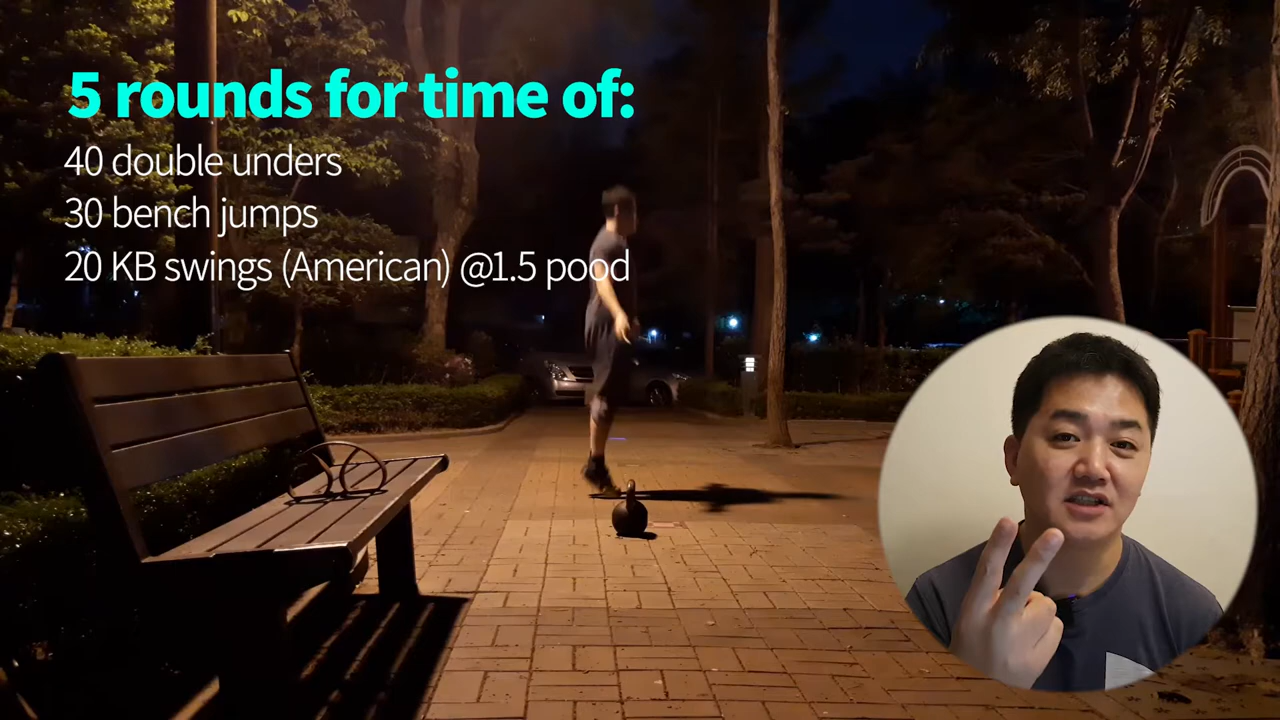 5 rounds for time of:
40 double unders
30 bench jumps
20 KB swings (American) @1.5 pood